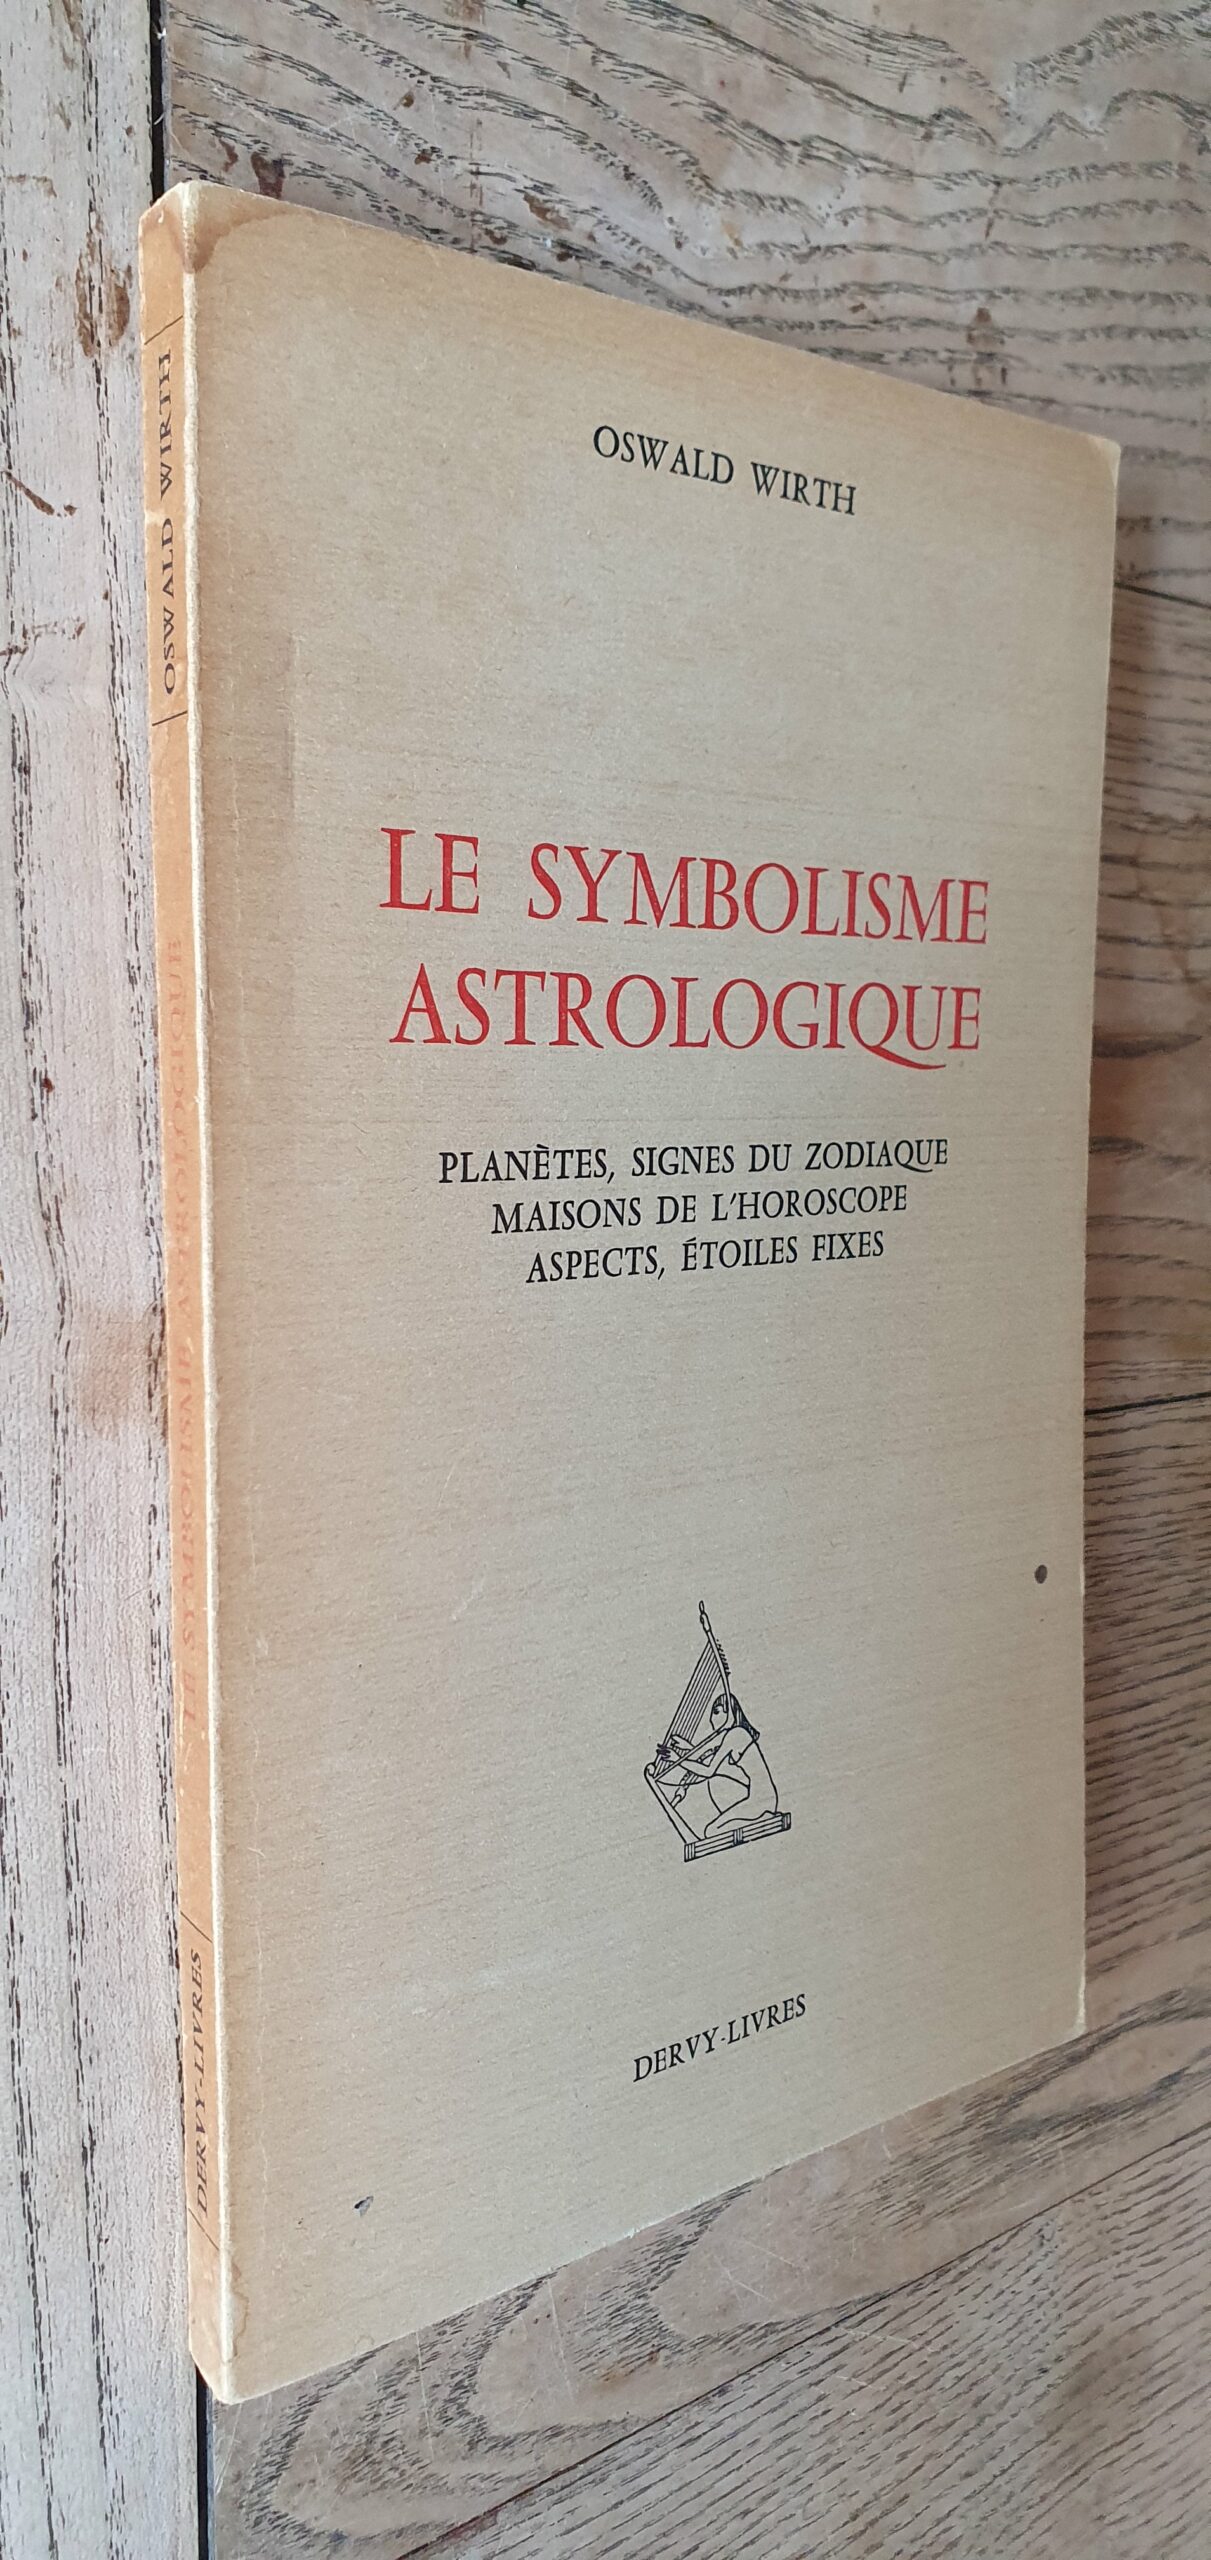 OSWALD WIRTH
LE SYMBOLISME
ASTROLOGIQUE
PLANÈTES, SIGNES DU ZODIAQUE
MAISONS DE L'HOROSCOPE
ASPECTS, ÉTOILES FIXES
DERVY-LIVRES
DERVY-LIVRES
LE SYMBOLISME ASTROLOGIQUE
OSWALD WIRTH